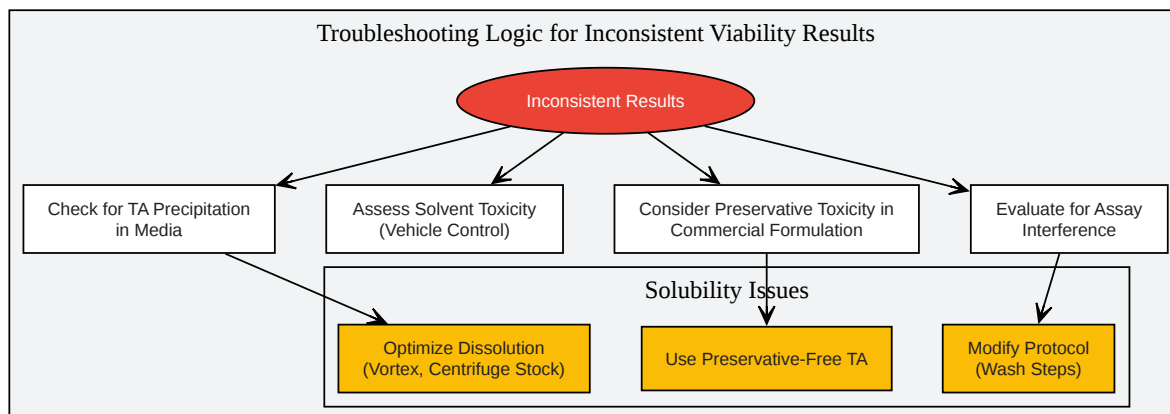 Troubleshooting Logic for Inconsistent Viability Results
Inconsistent Results
Check for TA Precipitation
in Media
Assess Solvent Toxicity
(Vehicle Control)
Consider Preservative Toxicity in
Commercial Formulation
Evaluate for Assay
Interference
Solubility Issues
Optimize Dissolution
(Vortex, Centrifuge Stock)
Use Preservative-Free TA
Modify Protocol
(Wash Steps)